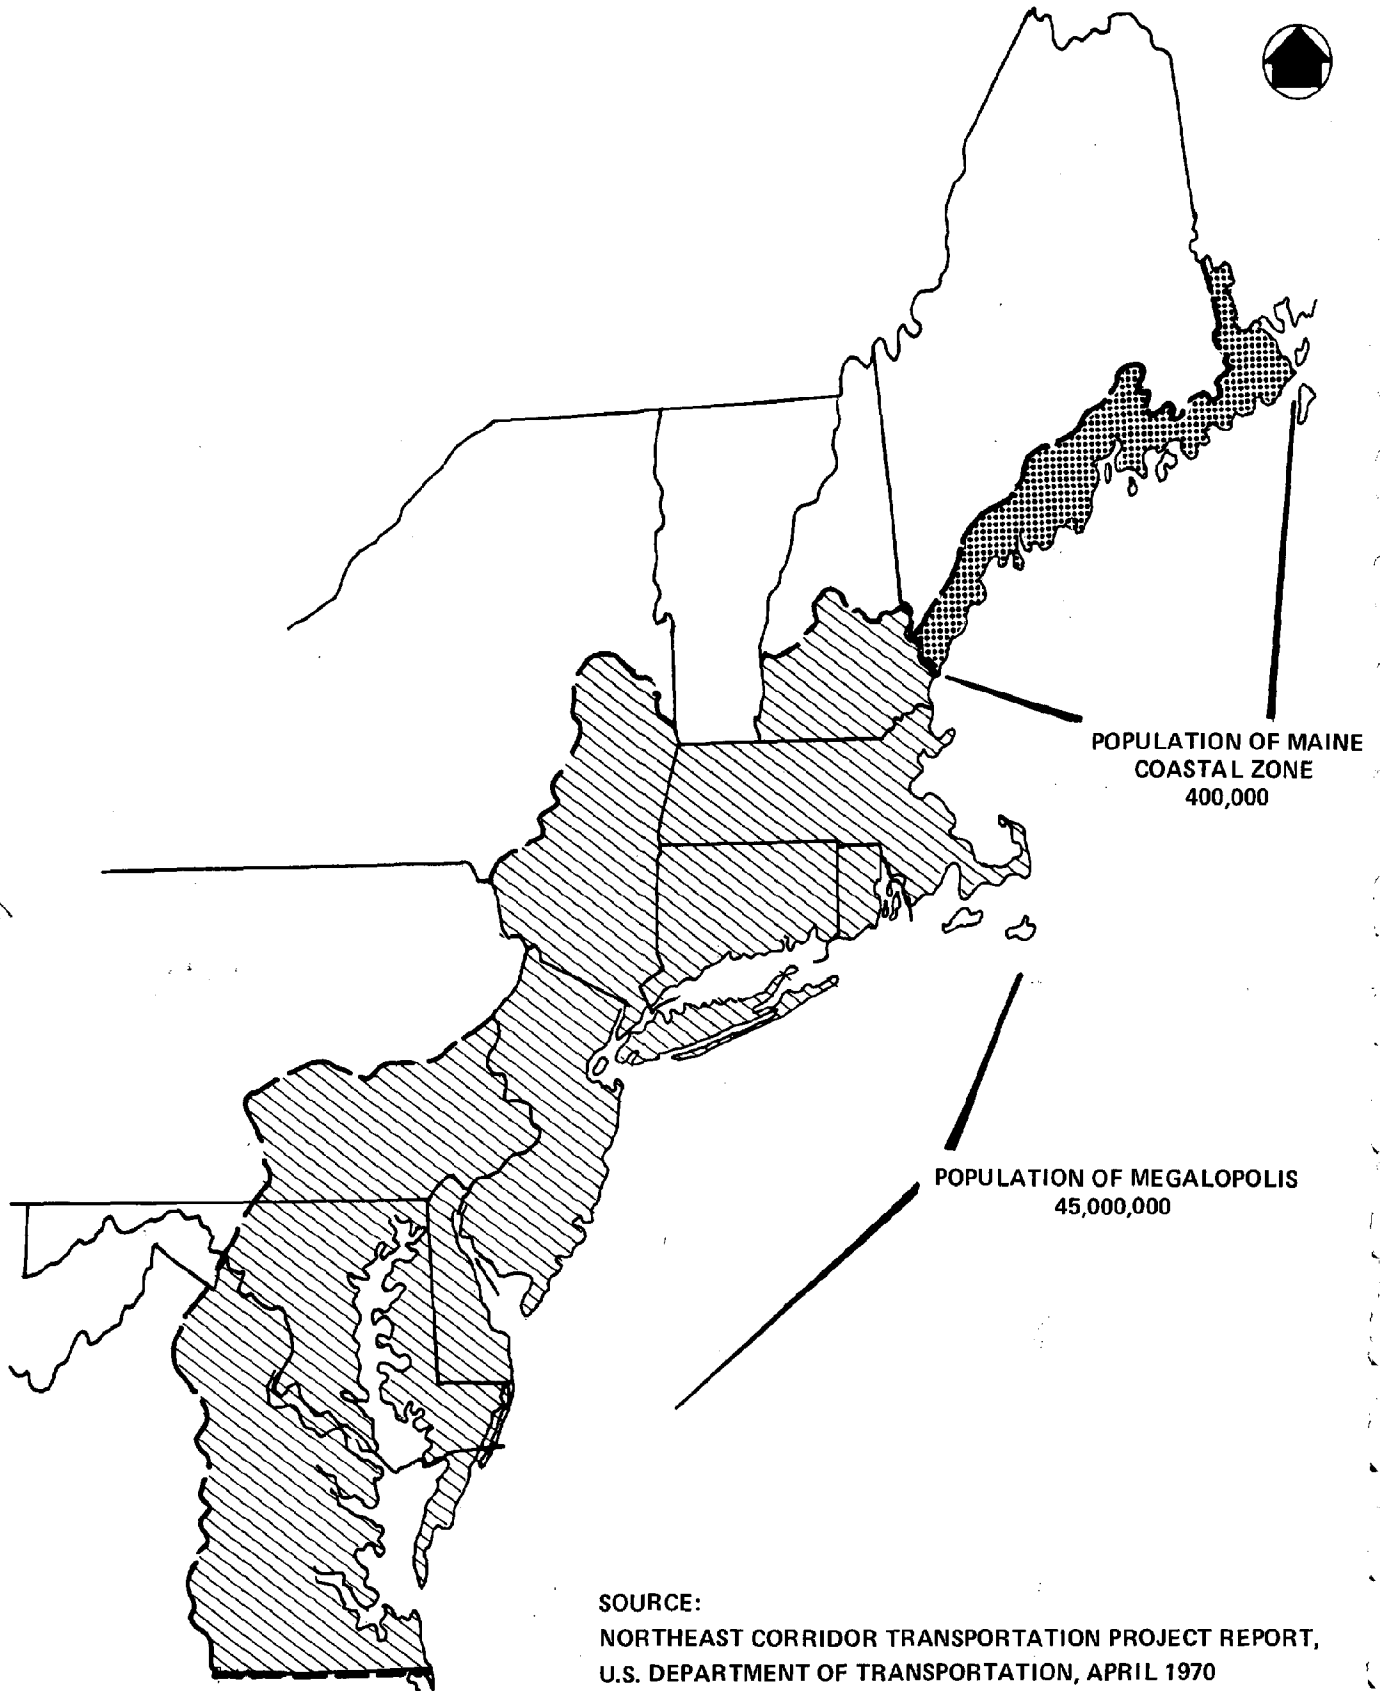 POPULATION OF MAINE
COASTAL ZONE
400,000
POPULATION OF MEGALOPOLIS
45,000,000
SOURCE:
NORTHEAST CORRIDOR TRANSPORTATION PROJECT REPORT,
U.S. DEPARTMENT OF TRANSPORTATION, APRIL 1970